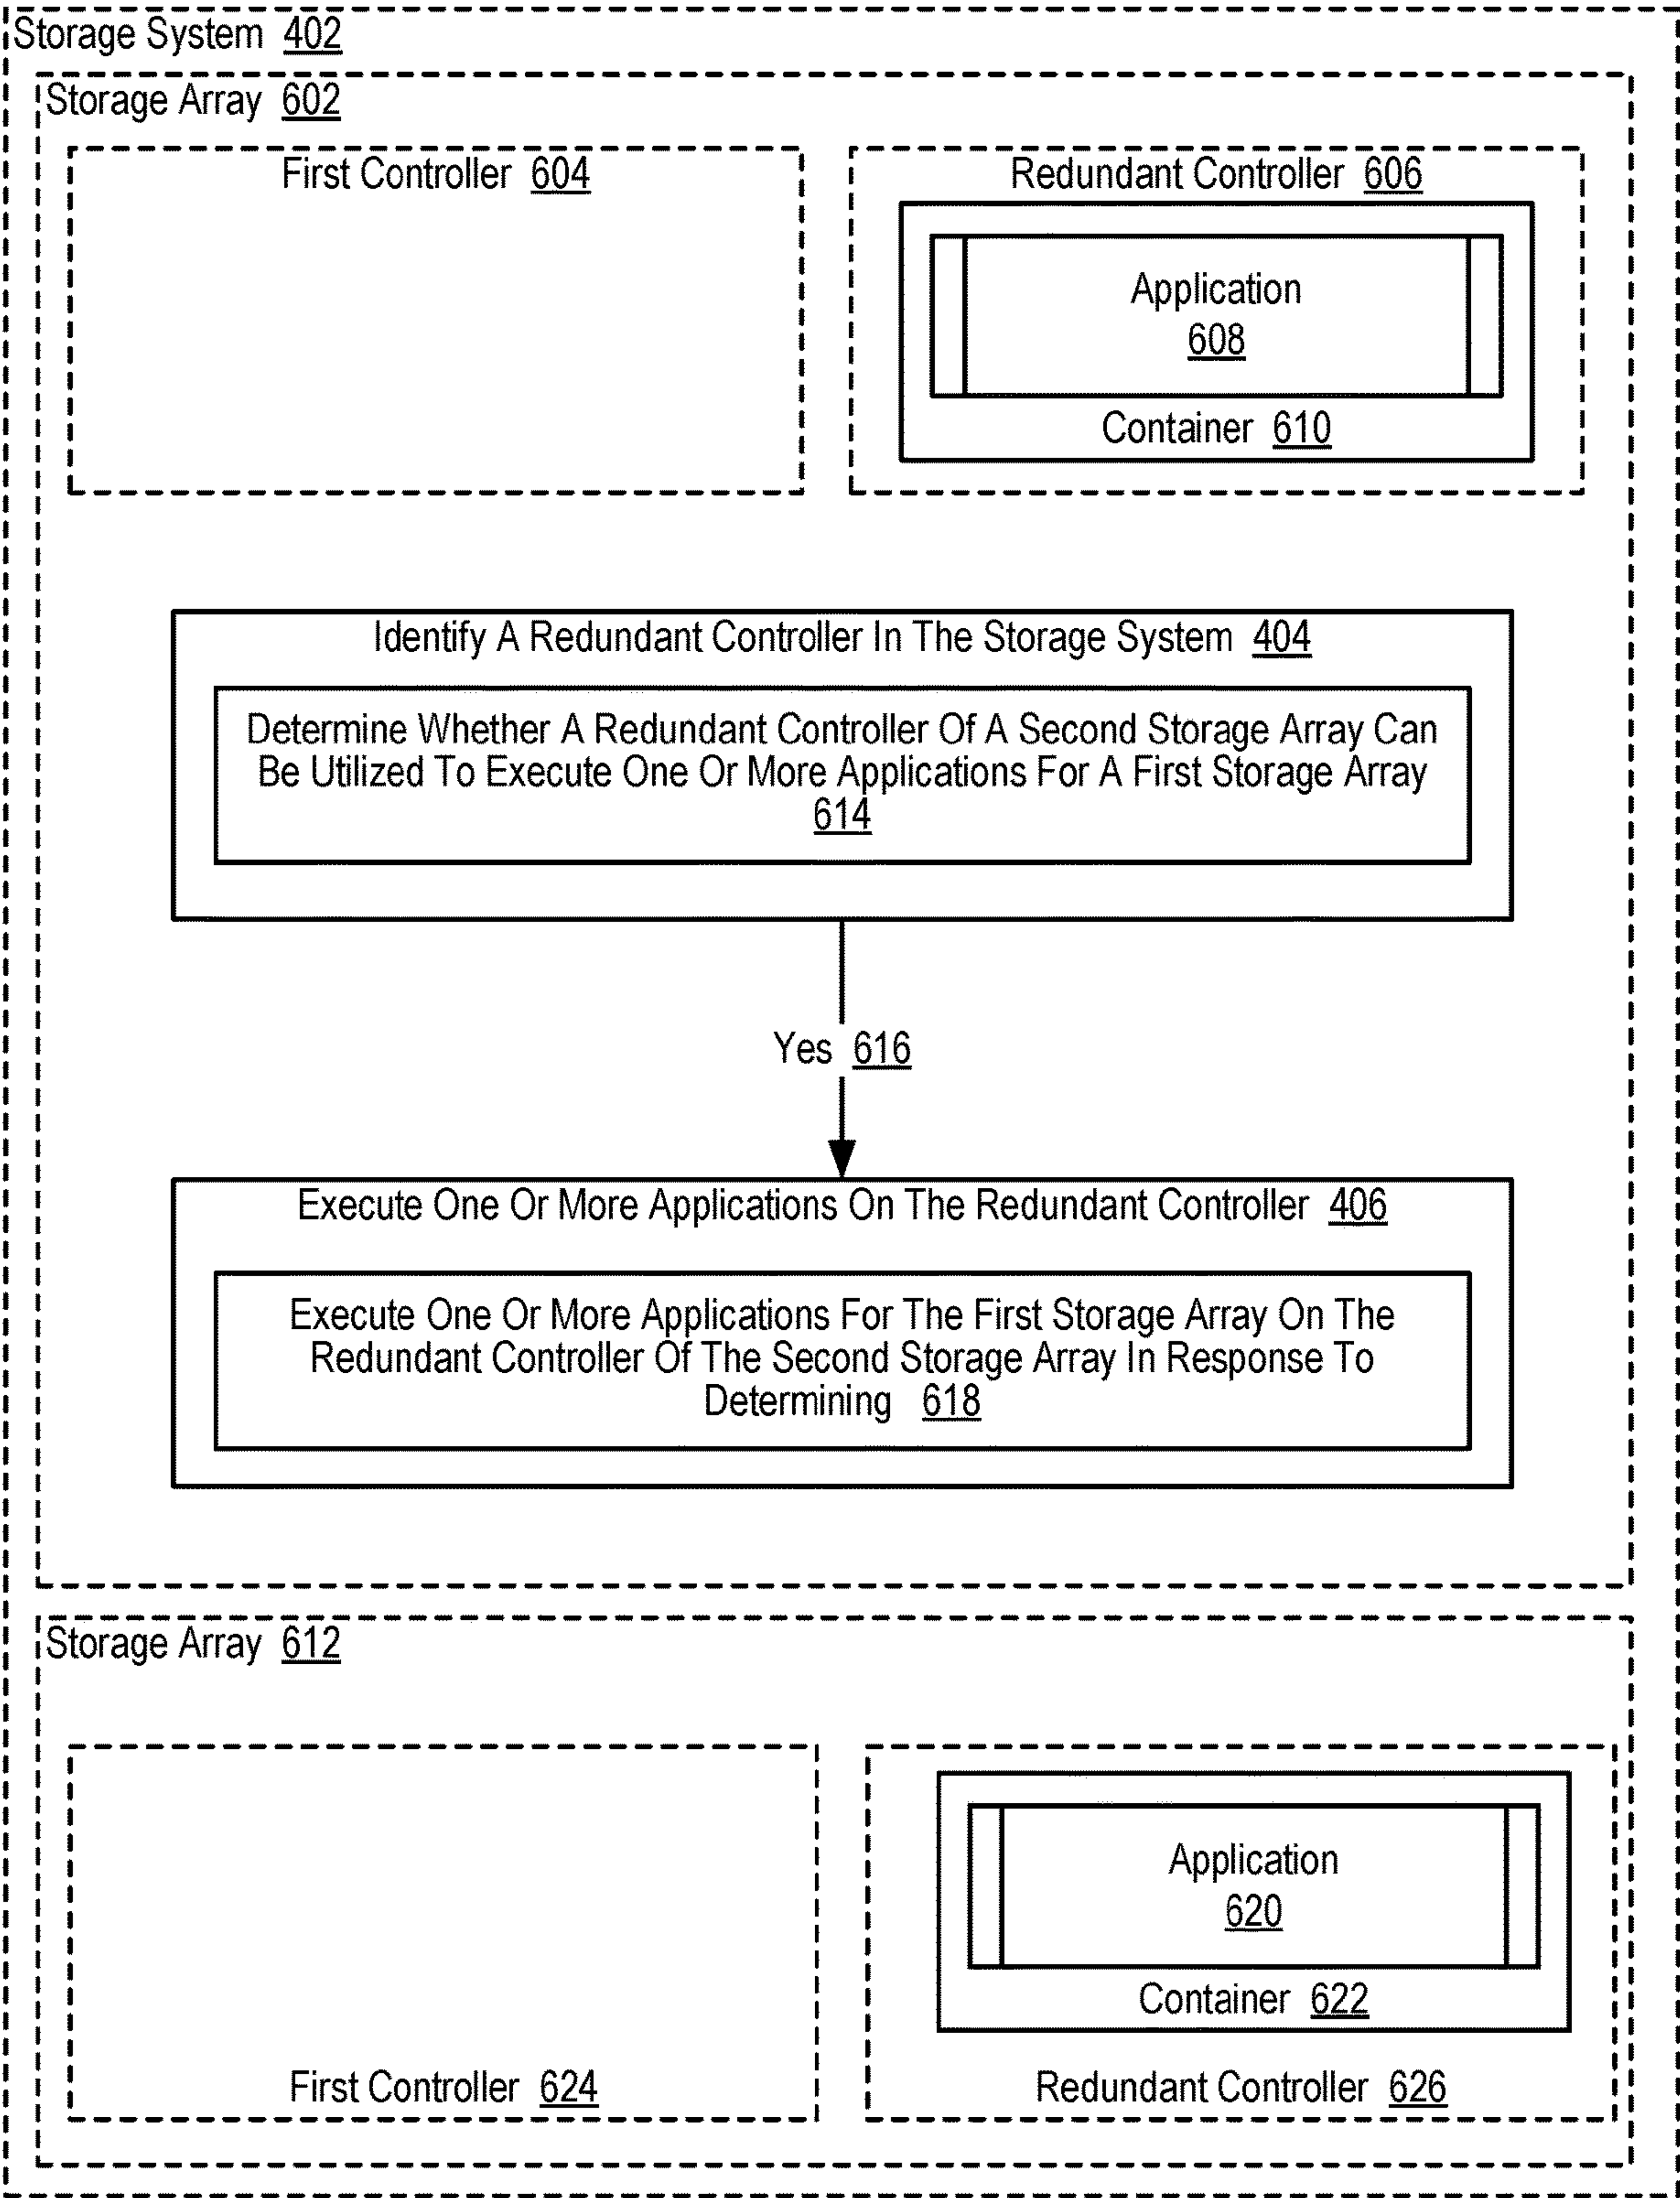 Storage System 402
Storage Array 602
First Controller 604
Redundant Controller 606
Application
608
Container 610
Identify A Redundant Controller In The Storage System 404
Determine Whether A Redundant Controller Of A Second Storage Array Can
Be Utilized To Execute One Or More Applications For A First Storage Array
614
Yes 616
Execute One Or More Applications On The Redundant Controller 406
Execute One Or More Applications For The First Storage Array On The
Redundant Controller Of The Second Storage Array In Response To
Determining 618
Storage Array 612
Application
620
Container 622
First Controller 624
Redundant Controller 626